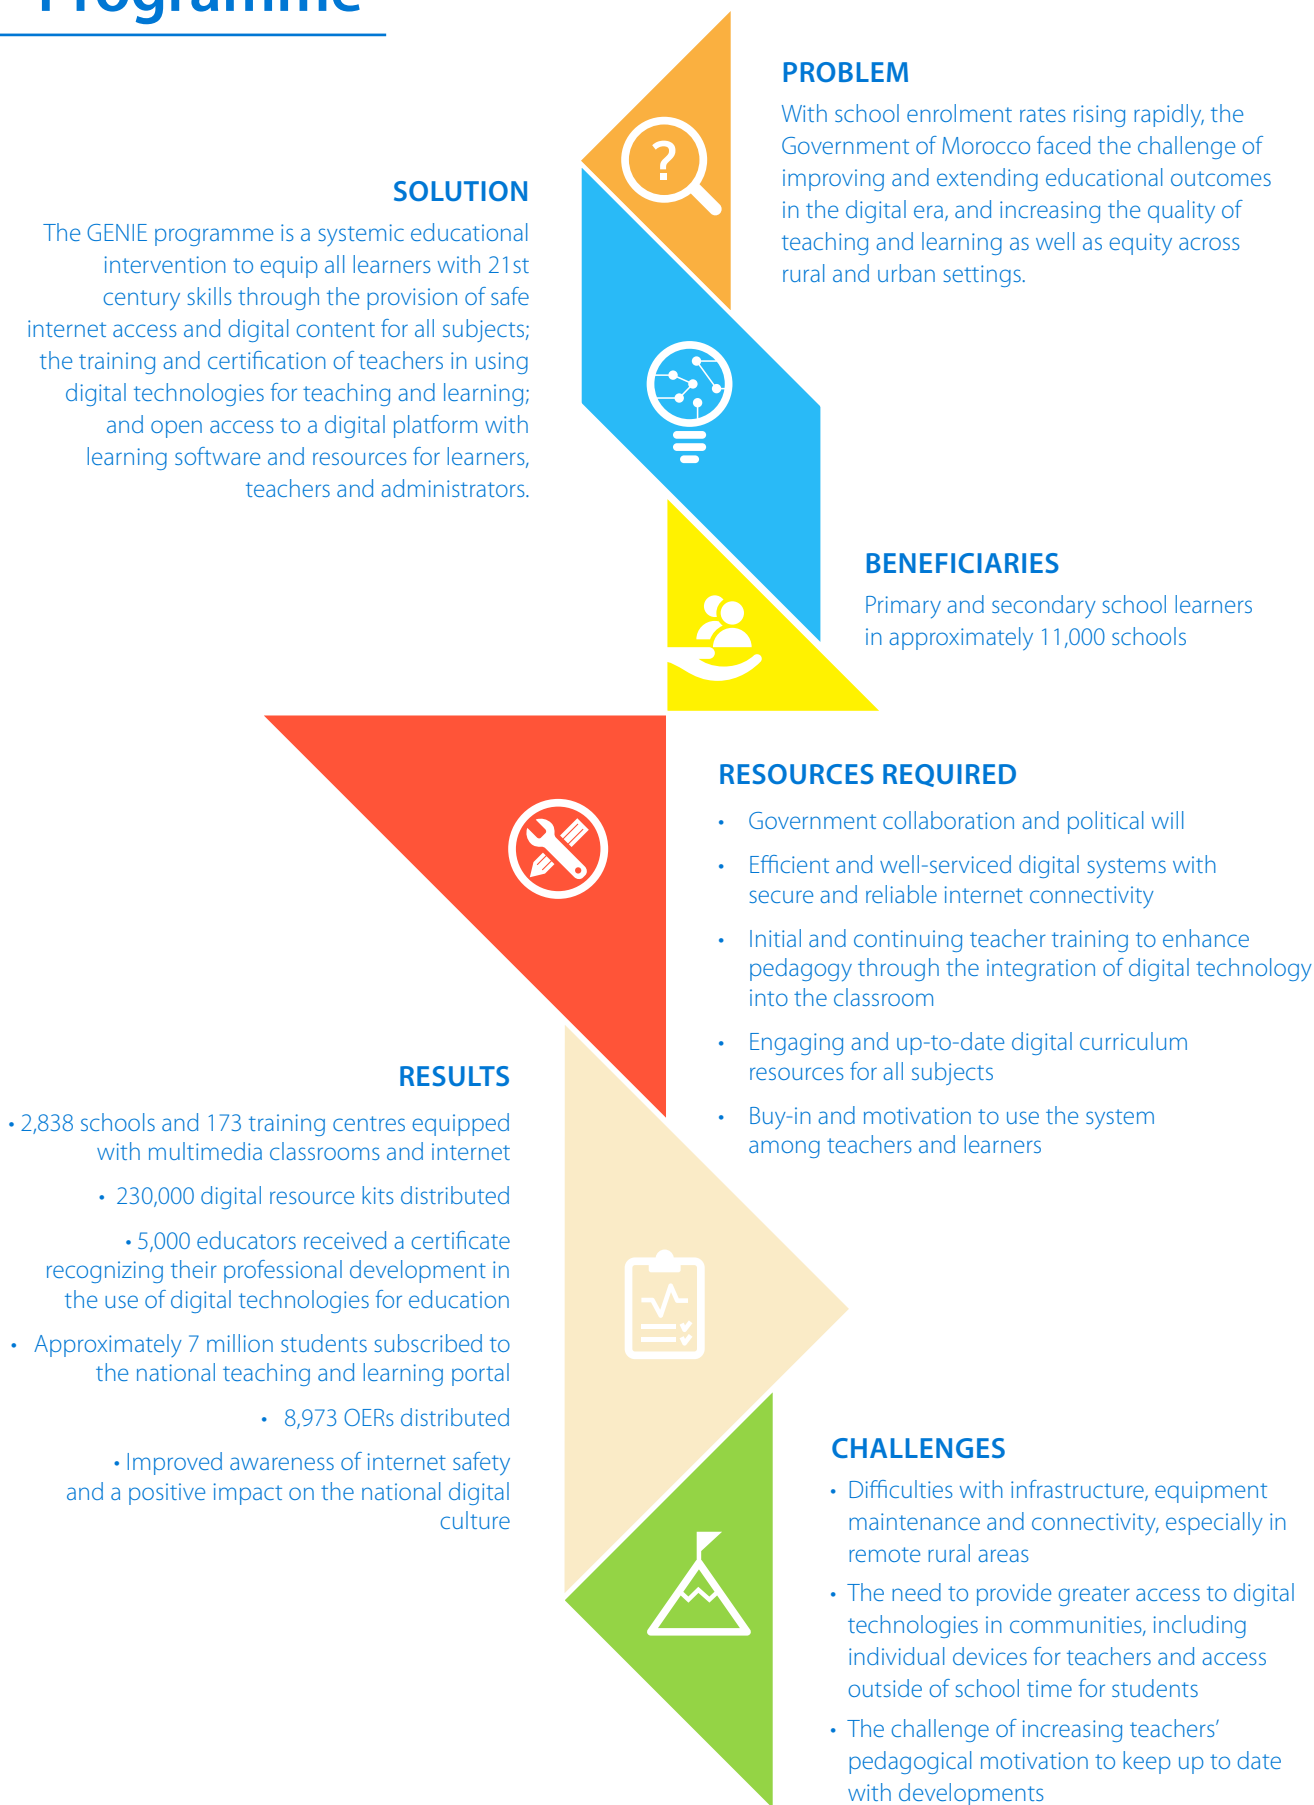 Programme
PROBLEM
With school enrolment rates rising rapidly, the
Government of Morocco faced the challenge of
improving and extending educational outcomes
in the digital era, and increasing the quality of
teaching and learning as well as equity across
rural and urban settings.
SOLUTION
The GENIE programme is a systemic educational
intervention to equip all learners with 21st
century skills through the provision of safe
internet access and digital content for all subjects;
the training and certification of teachers in using
digital technologies for teaching and learning;
and open access to a digital platform with
learning software and resources for learners,
teachers and administrators.
?
BENEFICIARIES
Primary and secondary school learners
in approximately 11,000 schools
RESOURCES REQUIRED
• Government collaboration and political will
• Efficient and well-serviced digital systems with
secure and reliable internet connectivity
• Initial and continuing teacher training to enhance
pedagogy through the integration of digital technology
into the classroom
• Engaging and up-to-date digital curriculum
resources for all subjects
• Buy-in and motivation to use the system
among teachers and learners
RESULTS
• 2,838 schools and 173 training centres equipped
with multimedia classrooms and internet
• 230,000 digital resource kits distributed
• 5,000 educators received a certificate
recognizing their professional development in
the use of digital technologies for education
• Approximately 7 million students subscribed to
the national teaching and learning portal
• 8,973 OERs distributed
• Improved awareness of internet safety
and a positive impact on the national digital
culture
CHALLENGES
• Difficulties with infrastructure, equipment
maintenance and connectivity, especially in
remote rural areas
• The need to provide greater access to digital
technologies in communities, including
individual devices for teachers and access
outside of school time for students
• The challenge of increasing teachers’
pedagogical motivation to keep up to date
with developments